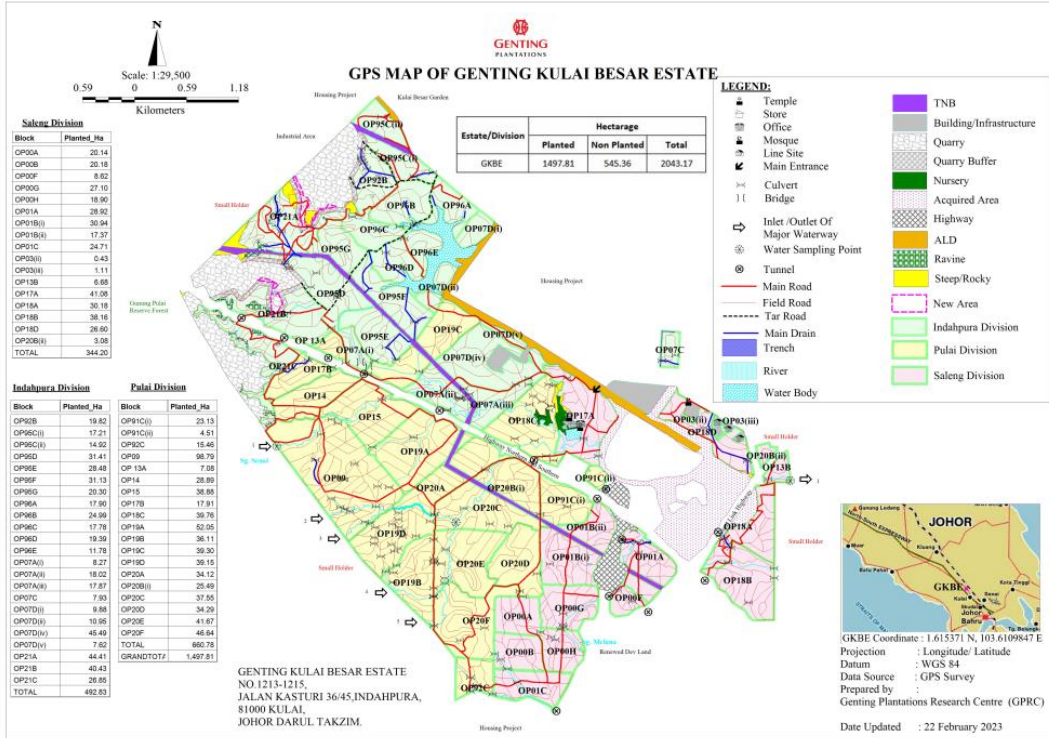 GENTING
PLANTATIONS
GPS MAP OF GENTING KULAI BESAR ESTATE
N
Scale: 1:29,500
0.59 0 0.59 1.18
Kilometers
Saleng Division
Block Planted_Ha
OP00A 20.14
OP00B 20.18
OP00F 8.62
OP00G 27.10
OP00H 18.90
OP01A 28.92
OP01B(i) 30.94
OP01B(ii) 17.37
OP01C 24.71
OP03(ii) 0.43
OP03(iii) 1.11
OP13B 6.68
OP17A 41.08
OP18A 30.18
OP18B 38.16
OP18D 26.60
OP20B(ii) 3.08
TOTAL 344.20
Indahpura Division
Block Planted_Ha
OP92B 19.82
OP95C(i) 17.21
OP95C(ii) 14.92
OP95D 31.41
OP95E 28.48
OP95F 31.13
OP95G 20.30
OP96A 17.90
OP96B 24.99
OP96C 17.78
OP96D 19.39
OP96E 11.78
OP07A(i) 8.27
OP07A(ii) 18.02
OP07A(iii) 17.87
OP07C 7.93
OP07D(i) 9.88
OP07D(ii) 10.95
OP07D(iv) 45.49
OP07D(v) 7.62
OP21A 44.41
OP21B 40.43
OP21C 26.85
TOTAL 492.83
Pulai Division
Block Planted_Ha
OP91C(i) 23.13
OP91C(ii) 4.51
OP92C 15.46
OP09 98.79
OP 13A 7.08
OP14 28.89
OP15 38.88
OP17B 17.91
OP18C 39.76
OP19A 52.05
OP19B 36.11
OP19C 39.30
OP19D 39.15
OP20A 34.12
OP20B(i) 25.49
OP20C 37.55
OP20D 34.29
OP20E 41.67
OP20F 46.64
TOTAL 660.78
GRANDTOT# 1,497.81
Estate/Division Hectarage
Planted Non Planted Total
GKBE 1497.81 545.36 2043.17
LEGEND:
Temple
Store
Office
Mosque
Line Site
Main Entrance
Culvert
Bridge
Inlet /Outlet Of
Major Waterway
Water Sampling Point
Tunnel
Main Road
Field Road
Tar Road
Main Drain
Trench
River
Water Body
TNB
Building/Infrastructure
Quarry
Quarry Buffer
Nursery
Acquired Area
Highway
ALD
Ravine
Steep/Rocky
New Area
Indahpura Division
Pulai Division
Saleng Division
Housing Project
Kulai Besar Garden
Industrial Area
Small Holder
Gunung Pulai
Reserve Forest
Housing Project
OP95C(ii)
OP95C(i)
OP92B
OP96B
OP96A
OP21A
OP96C
OP07D(i)
OP95G
OP96E
OP96D
OP95D
OP07D(ii)
OP95F
OP21B
OP19C
OP07D(v)
OP 13A
OP95E
OP07A(i)
OP07D(iv)
OP07C
OP21C
OP17B
OP14
OP07A(ii)
OP07A(iii)
OP15
OP18C
OP17A
OP03(ii)
OP03(iii)
OP18D
Small Holder
OP20B(ii)
OP13B
OP19A
OP09
OP20A
OP20B(i)
OP91C(ii)
OP91C(i)
OP20C
OP19D
OP01B(ii)
OP18A
Small Holder
OP01B(i)
OP01A
Small Holder
OP19B
OP20E
OP20D
OP00F
OP18B
OP20F
OP00A
OP00G
Sg. Melana
Renewed Dev Land
OP00B
OP00H
OP92C
OP01C
Housing Project
GENTING KULAI BESAR ESTATE
NO.1213-1215,
JALAN KASTURI 36/45,INDAHPURA,
81000 KULAI,
JOHOR DARUL TAKZIM.
JOHOR
Gunung Ledang
North-South EXPRESSWAY
Muar
Kluang
Batu Pahat
GKBE
Kota Tinggi
Kulai
Senai
Skudai
Johor
Bahru
GKBE Coordinate : 1.615371 N, 103.6109847 E
Projection : Longitude/ Latitude
Datum : WGS 84
Data Source : GPS Survey
Prepared by :
Genting Plantations Research Centre (GPRC)
Date Updated : 22 February 2023